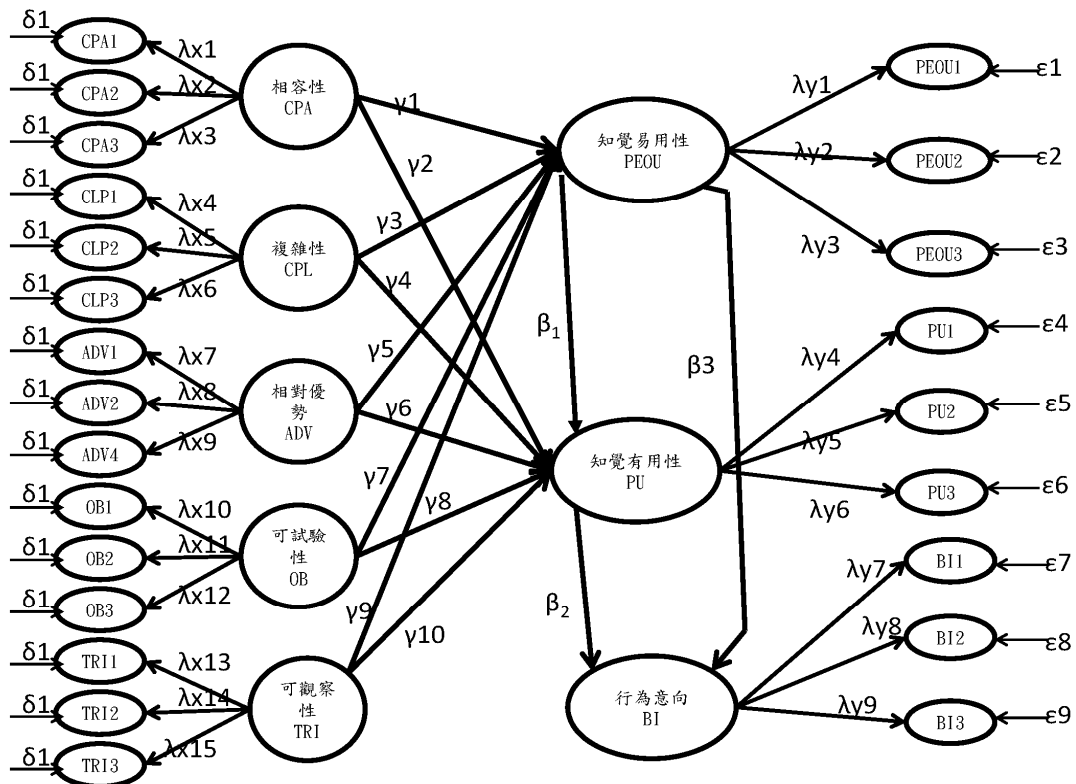 δ1
CPA1
λx1
δ1
CPA2
λx2
δ1
CPA3
λx3
相容性
CPA
δ1
CLP1
λx4
δ1
CLP2
λx5
δ1
CLP3
λx6
複雜性
CPL
δ1
ADV1
λx7
δ1
ADV2
λx8
δ1
ADV4
λx9
相對優
勢
ADV
δ1
OB1
λx10
δ1
OB2
λx11
δ1
OB3
λx12
可試驗
性
OB
δ1
TRI1
λx13
δ1
TRI2
λx14
δ1
TRI3
λx15
可觀察
性
TRI
γ1
γ2
γ3
γ4
γ5
γ6
γ7
γ8
γ9
γ10
知覺易用性
PEOU
β₁
β3
知覺有用性
PU
β₂
行為意向
BI
λy1
PEOU1
ε1
λy2
PEOU2
ε2
λy3
PEOU3
ε3
λy4
PU1
ε4
λy5
PU2
ε5
λy6
PU3
ε6
λy7
BI1
ε7
λy8
BI2
ε8
λy9
BI3
ε9